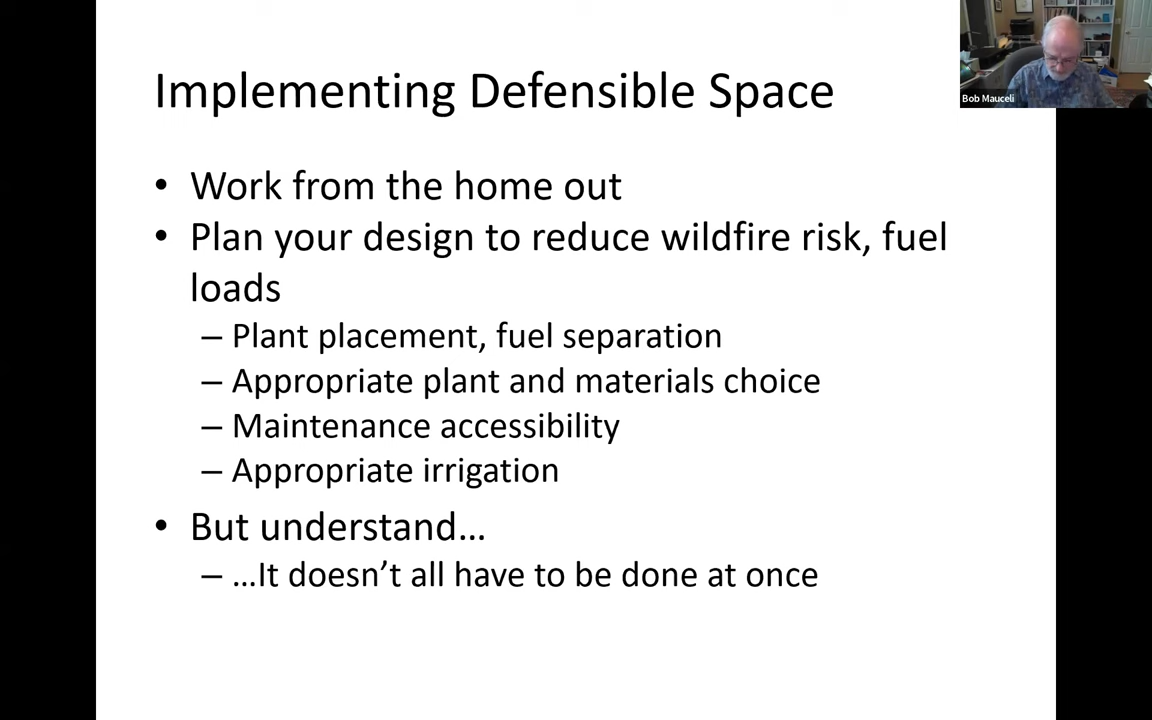 Implementing Defensible Space
Bob Mauceli
• Work from the home out
• Plan your design to reduce wildfire risk, fuel
loads
– Plant placement, fuel separation
– Appropriate plant and materials choice
– Maintenance accessibility
– Appropriate irrigation
• But understand…
– …It doesn’t all have to be done at once